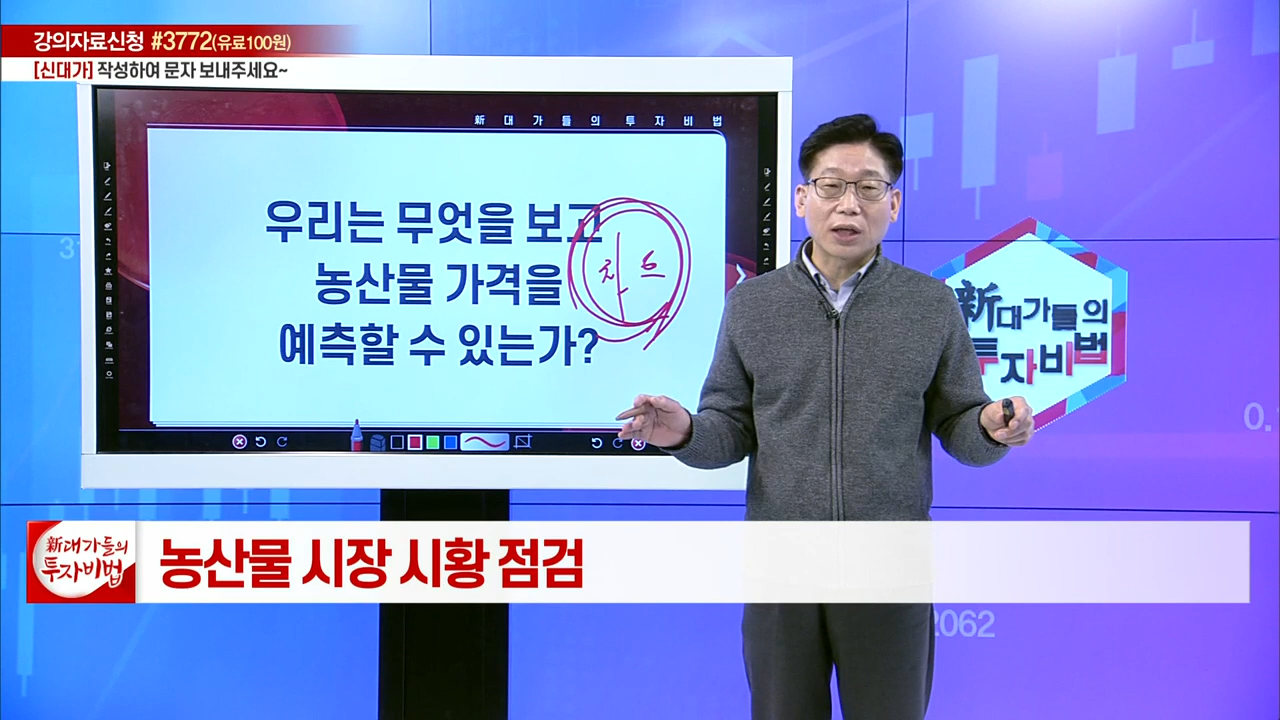 강의자료신청 #3772(유료100원)
[신대가] 작성하여 문자 보내주세요~
新대가들의투자비법
우리는 무엇을 보고
농산물 가격을
예측할 수 있는가?
차트
新대가들의
투자비법
0.
新대가들의
투자비법
농산물 시장 시황 점검
2062